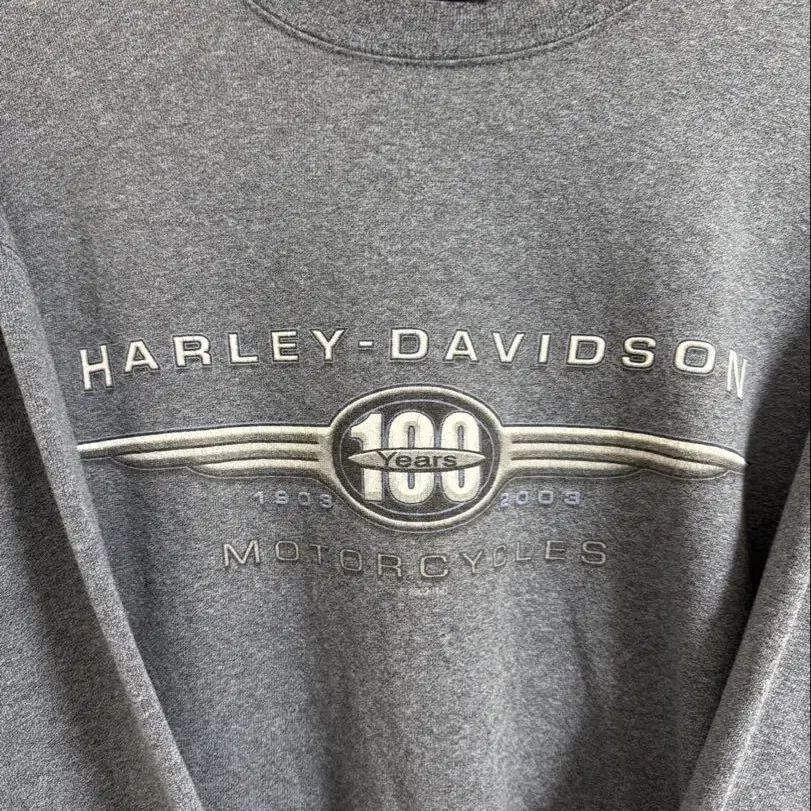 HARLEY-DAVIDSON
100
Years
1903 2003
MOTORCYCLES